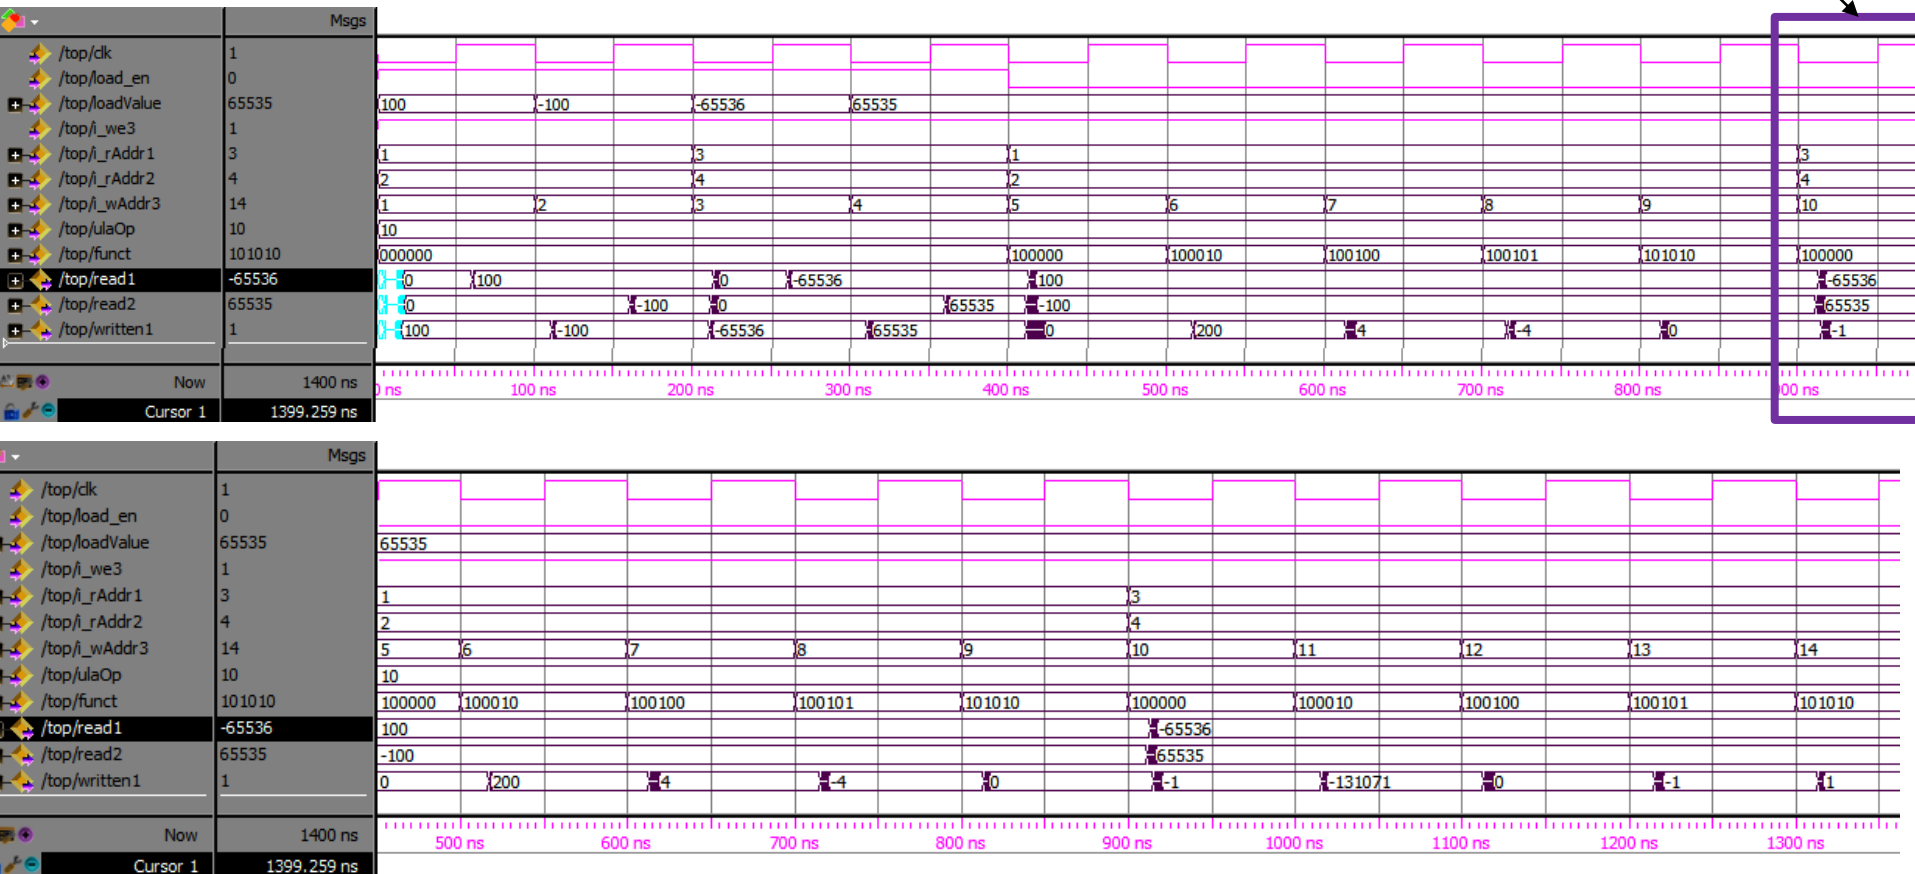 Msgs
/top/clk 1
/top/load_en 0
/top/loadValue 65535 100 -100 -65536 65535
/top/i_we3 1
/top/i_rAddr1 3 1 3 1 3
/top/i_rAddr2 4 2 4 2 4
/top/i_wAddr3 14 1 2 3 4 5 6 7 8 9 10
/top/ulaOp 10 10
/top/funct 101010 000000 100000 100010 100100 100101 101010 100000
/top/read1 -65536 0 100 0 -65536 100 -65536
/top/read2 65535 0 -100 0 65535 -100 65535
/top/written1 1 100 -100 -65536 65535 0 200 4 -4 0 -1
Now 1400 ns 0 ns 100 ns 200 ns 300 ns 400 ns 500 ns 600 ns 700 ns 800 ns 900 ns
Cursor 1 1399.259 ns
Msgs
/top/clk 1
/top/load_en 0
/top/loadValue 65535 65535
/top/i_we3 1
/top/i_rAddr1 3 1 3
/top/i_rAddr2 4 2 4
/top/i_wAddr3 14 5 6 7 8 9 10 11 12 13 14
/top/ulaOp 10 10
/top/funct 101010 100000 100010 100100 100101 101010 100000 100010 100100 100101 101010
/top/read1 -65536 100 -65536
/top/read2 65535 -100 65535
/top/written1 1 0 200 4 -4 0 -1 -131071 0 -1 1
Now 1400 ns 500 ns 600 ns 700 ns 800 ns 900 ns 1000 ns 1100 ns 1200 ns 1300 ns
Cursor 1 1399.259 ns